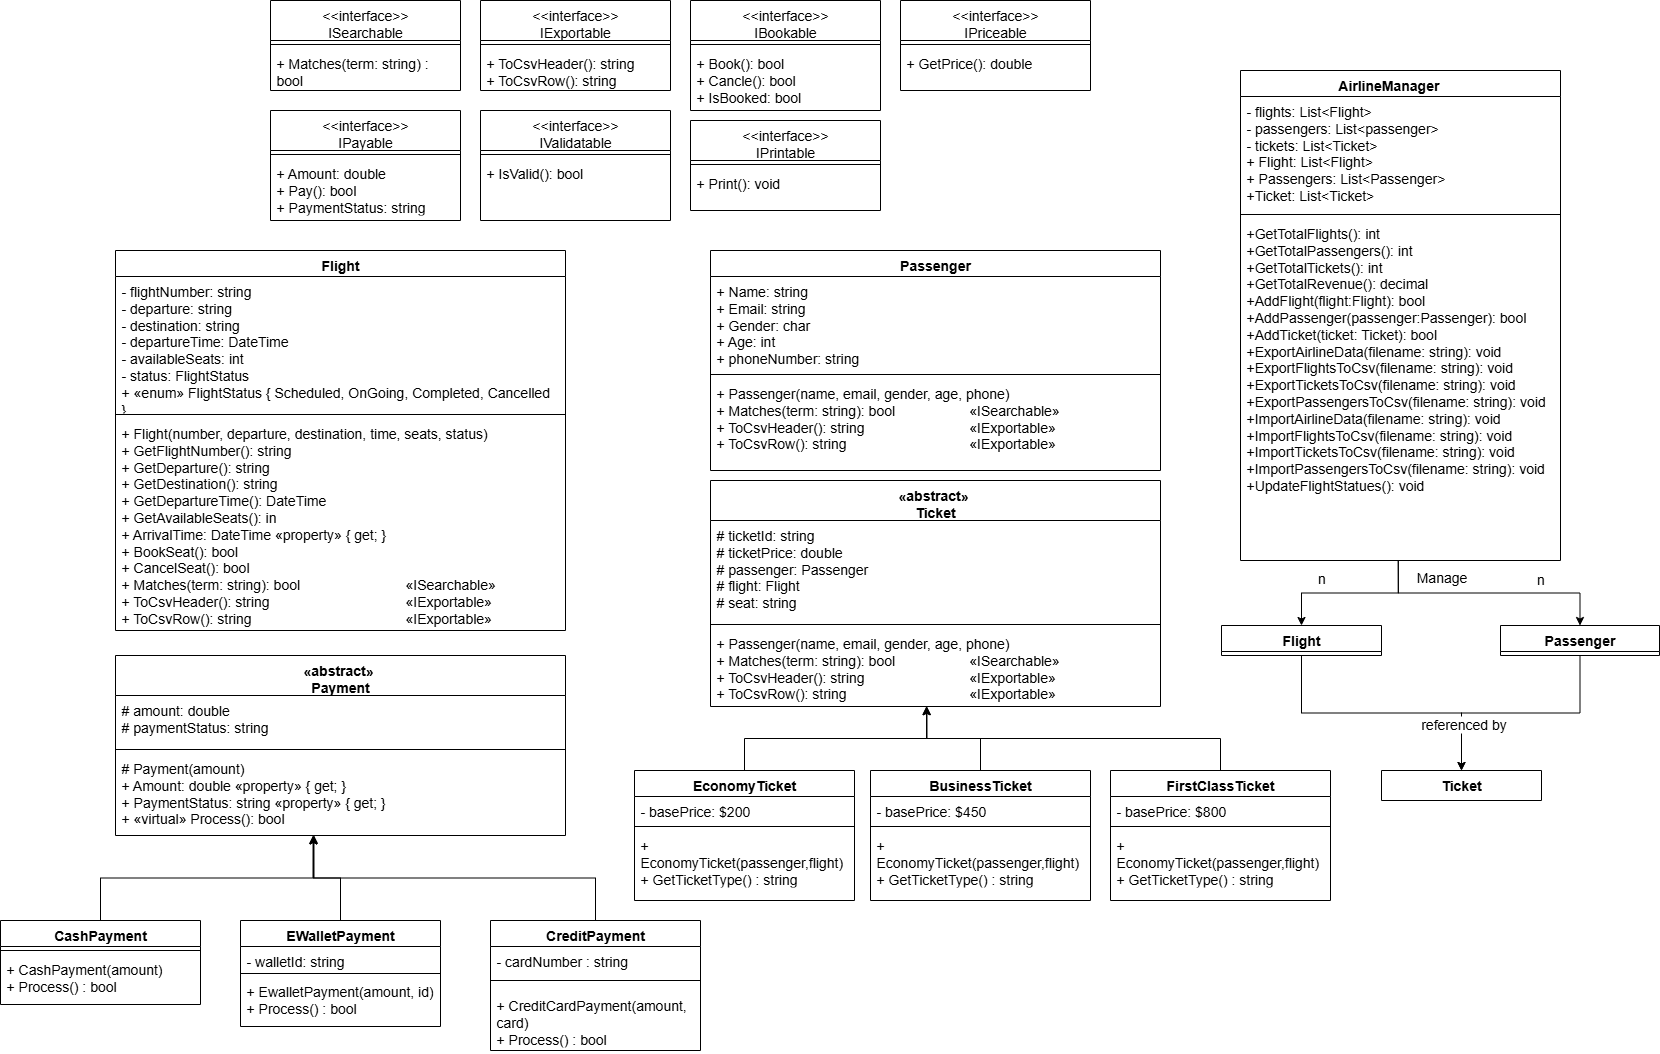 <<interface>>
ISearchable
+ Matches(term: string) :
bool
<<interface>>
IExportable
+ ToCsvHeader(): string
+ ToCsvRow(): string
<<interface>>
IBookable
+ Book(): bool
+ Cancle(): bool
+ IsBooked: bool
<<interface>>
IPriceable
+ GetPrice(): double
<<interface>>
IPayable
+ Amount: double
+ Pay(): bool
+ PaymentStatus: string
<<interface>>
IValidatable
+ IsValid(): bool
<<interface>>
IPrintable
+ Print(): void
AirlineManager
- flights: List<Flight>
- passengers: List<passenger>
- tickets: List<Ticket>
+ Flight: List<Flight>
+ Passengers: List<Passenger>
+Ticket: List<Ticket>
+GetTotalFlights(): int
+GetTotalPassengers(): int
+GetTotalTickets(): int
+GetTotalRevenue(): decimal
+AddFlight(flight:Flight): bool
+AddPassenger(passenger:Passenger): bool
+AddTicket(ticket: Ticket): bool
+ExportAirlineData(filename: string): void
+ExportFlightsToCsv(filename: string): void
+ExportTicketsToCsv(filename: string): void
+ExportPassengersToCsv(filename: string): void
+ImportAirlineData(filename: string): void
+ImportFlightsToCsv(filename: string): void
+ImportTicketsToCsv(filename: string): void
+ImportPassengersToCsv(filename: string): void
+UpdateFlightStatues(): void
Flight
- flightNumber: string
- departure: string
- destination: string
- departureTime: DateTime
- availableSeats: int
- status: FlightStatus
+ «enum» FlightStatus { Scheduled, OnGoing, Completed, Cancelled
}
+ Flight(number, departure, destination, time, seats, status)
+ GetFlightNumber(): string
+ GetDeparture(): string
+ GetDestination(): string
+ GetDepartureTime(): DateTime
+ GetAvailableSeats(): in
+ ArrivalTime: DateTime «property» { get; }
+ BookSeat(): bool
+ CancelSeat(): bool
+ Matches(term: string): bool «ISearchable»
+ ToCsvHeader(): string «IExportable»
+ ToCsvRow(): string «IExportable»
Passenger
+ Name: string
+ Email: string
+ Gender: char
+ Age: int
+ phoneNumber: string
+ Passenger(name, email, gender, age, phone)
+ Matches(term: string): bool «ISearchable»
+ ToCsvHeader(): string «IExportable»
+ ToCsvRow(): string «IExportable»
«abstract»
Ticket
# ticketId: string
# ticketPrice: double
# passenger: Passenger
# flight: Flight
# seat: string
+ Passenger(name, email, gender, age, phone)
+ Matches(term: string): bool «ISearchable»
+ ToCsvHeader(): string «IExportable»
+ ToCsvRow(): string «IExportable»
n
Manage
n
Flight
Passenger
referenced by
Ticket
«abstract»
Payment
# amount: double
# paymentStatus: string
# Payment(amount)
+ Amount: double «property» { get; }
+ PaymentStatus: string «property» { get; }
+ «virtual» Process(): bool
EconomyTicket
- basePrice: $200
+
EconomyTicket(passenger,flight)
+ GetTicketType() : string
BusinessTicket
- basePrice: $450
+
EconomyTicket(passenger,flight)
+ GetTicketType() : string
FirstClassTicket
- basePrice: $800
+
EconomyTicket(passenger,flight)
+ GetTicketType() : string
CashPayment
+ CashPayment(amount)
+ Process() : bool
EWalletPayment
- walletId: string
+ EwalletPayment(amount, id)
+ Process() : bool
CreditPayment
- cardNumber : string
+ CreditCardPayment(amount,
card)
+ Process() : bool